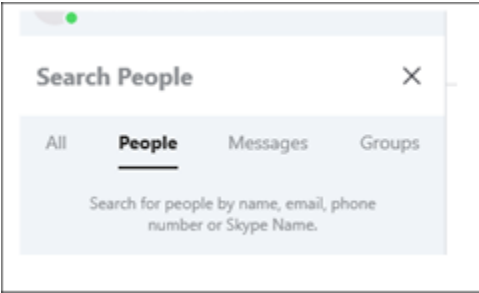 Search People
All People Messages Groups
Search for people by name, email, phone
number or Skype Name.